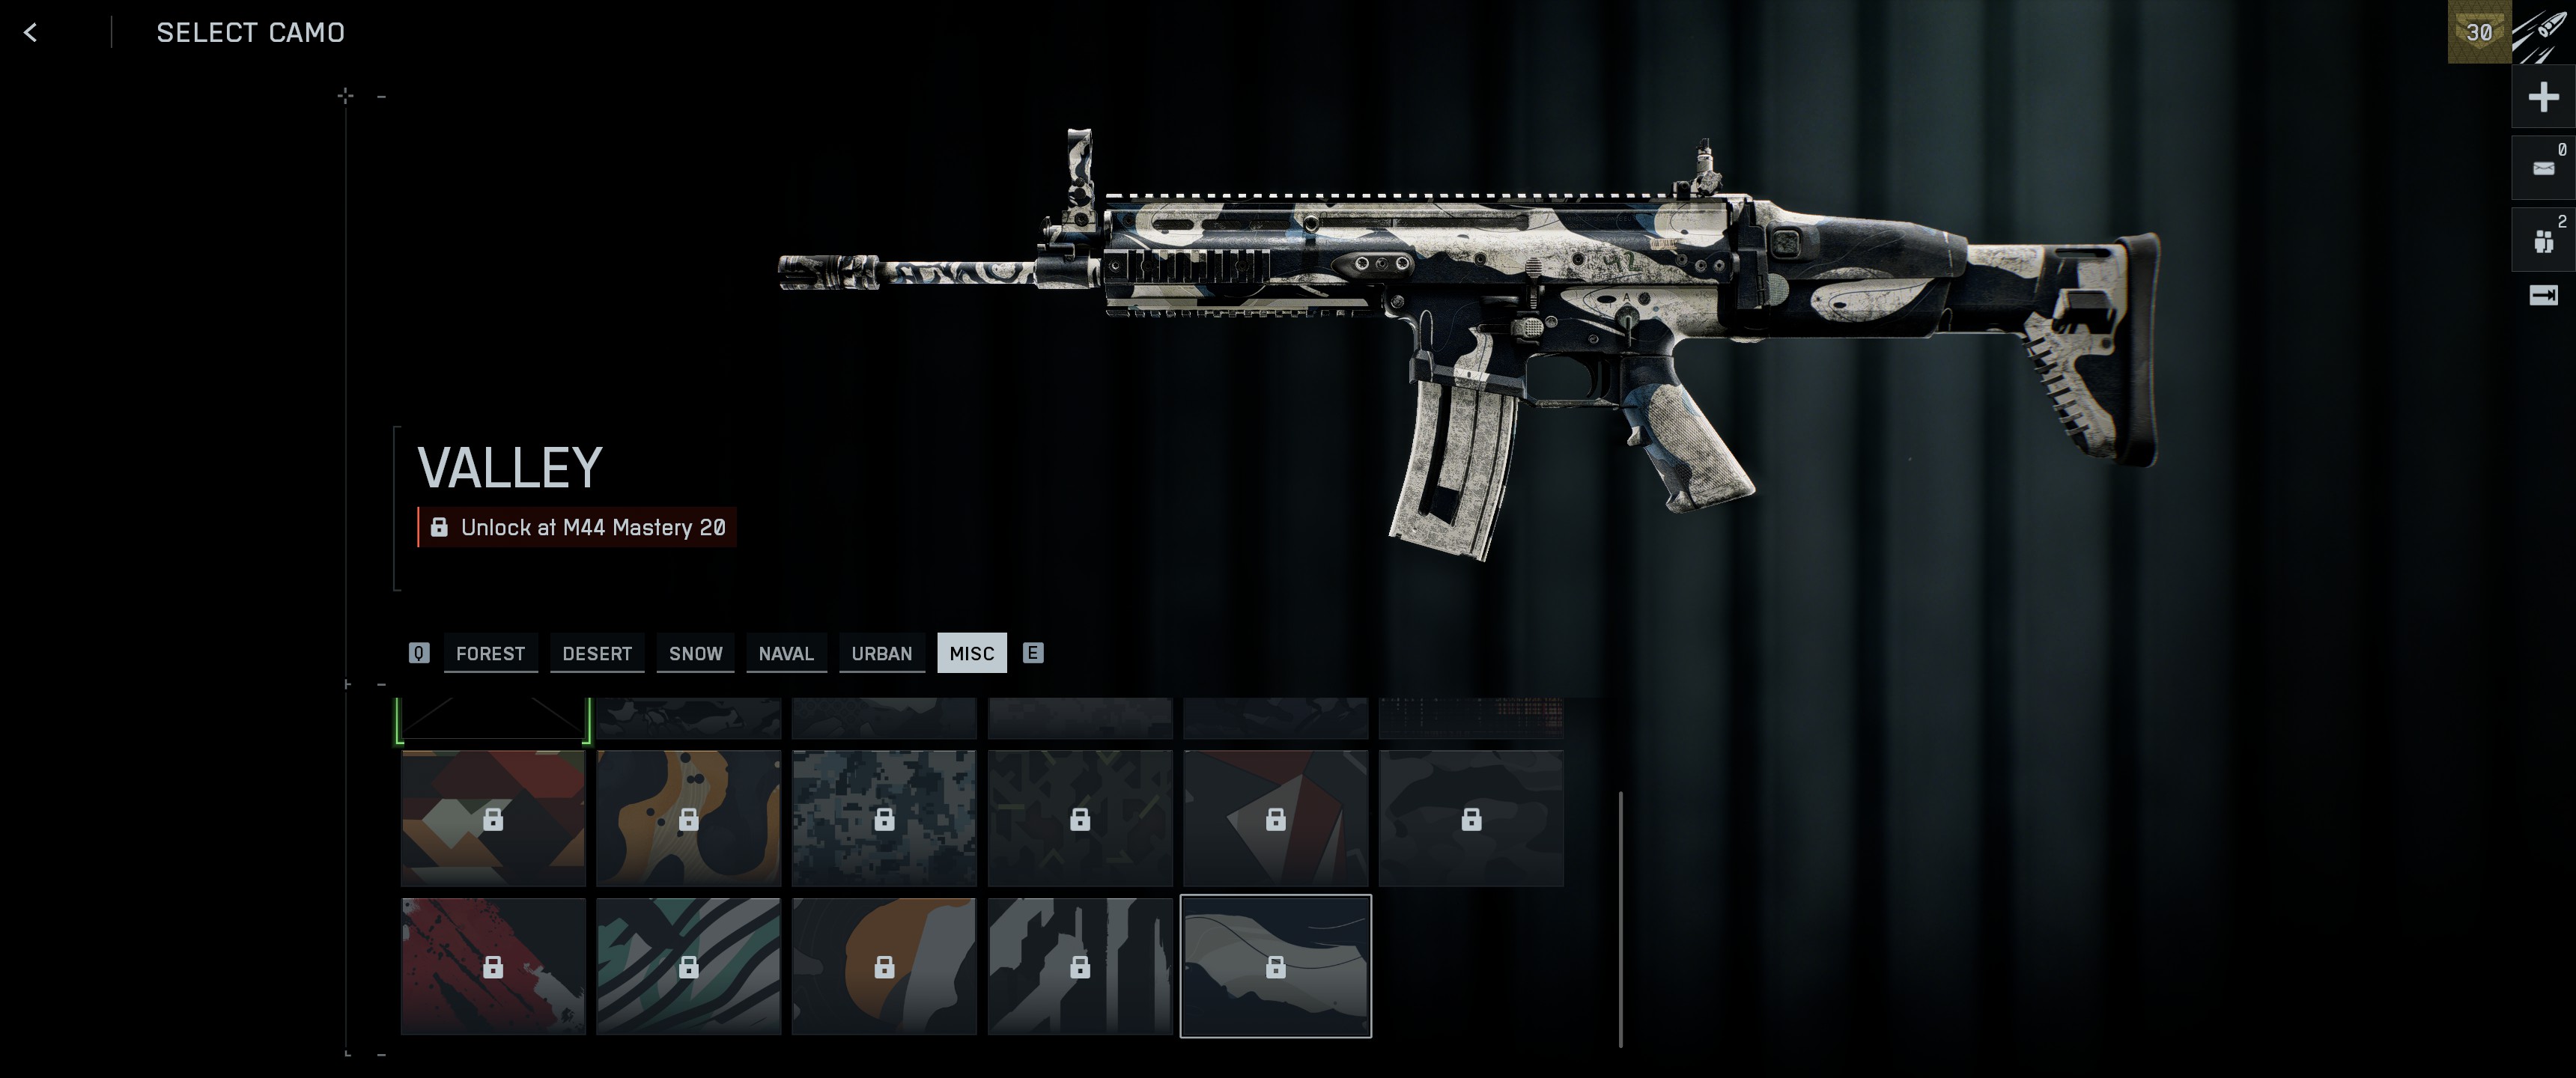 SELECT CAMO
30
0
2
VALLEY
Unlock at M44 Mastery 20
Q FOREST DESERT SNOW NAVAL URBAN MISC E